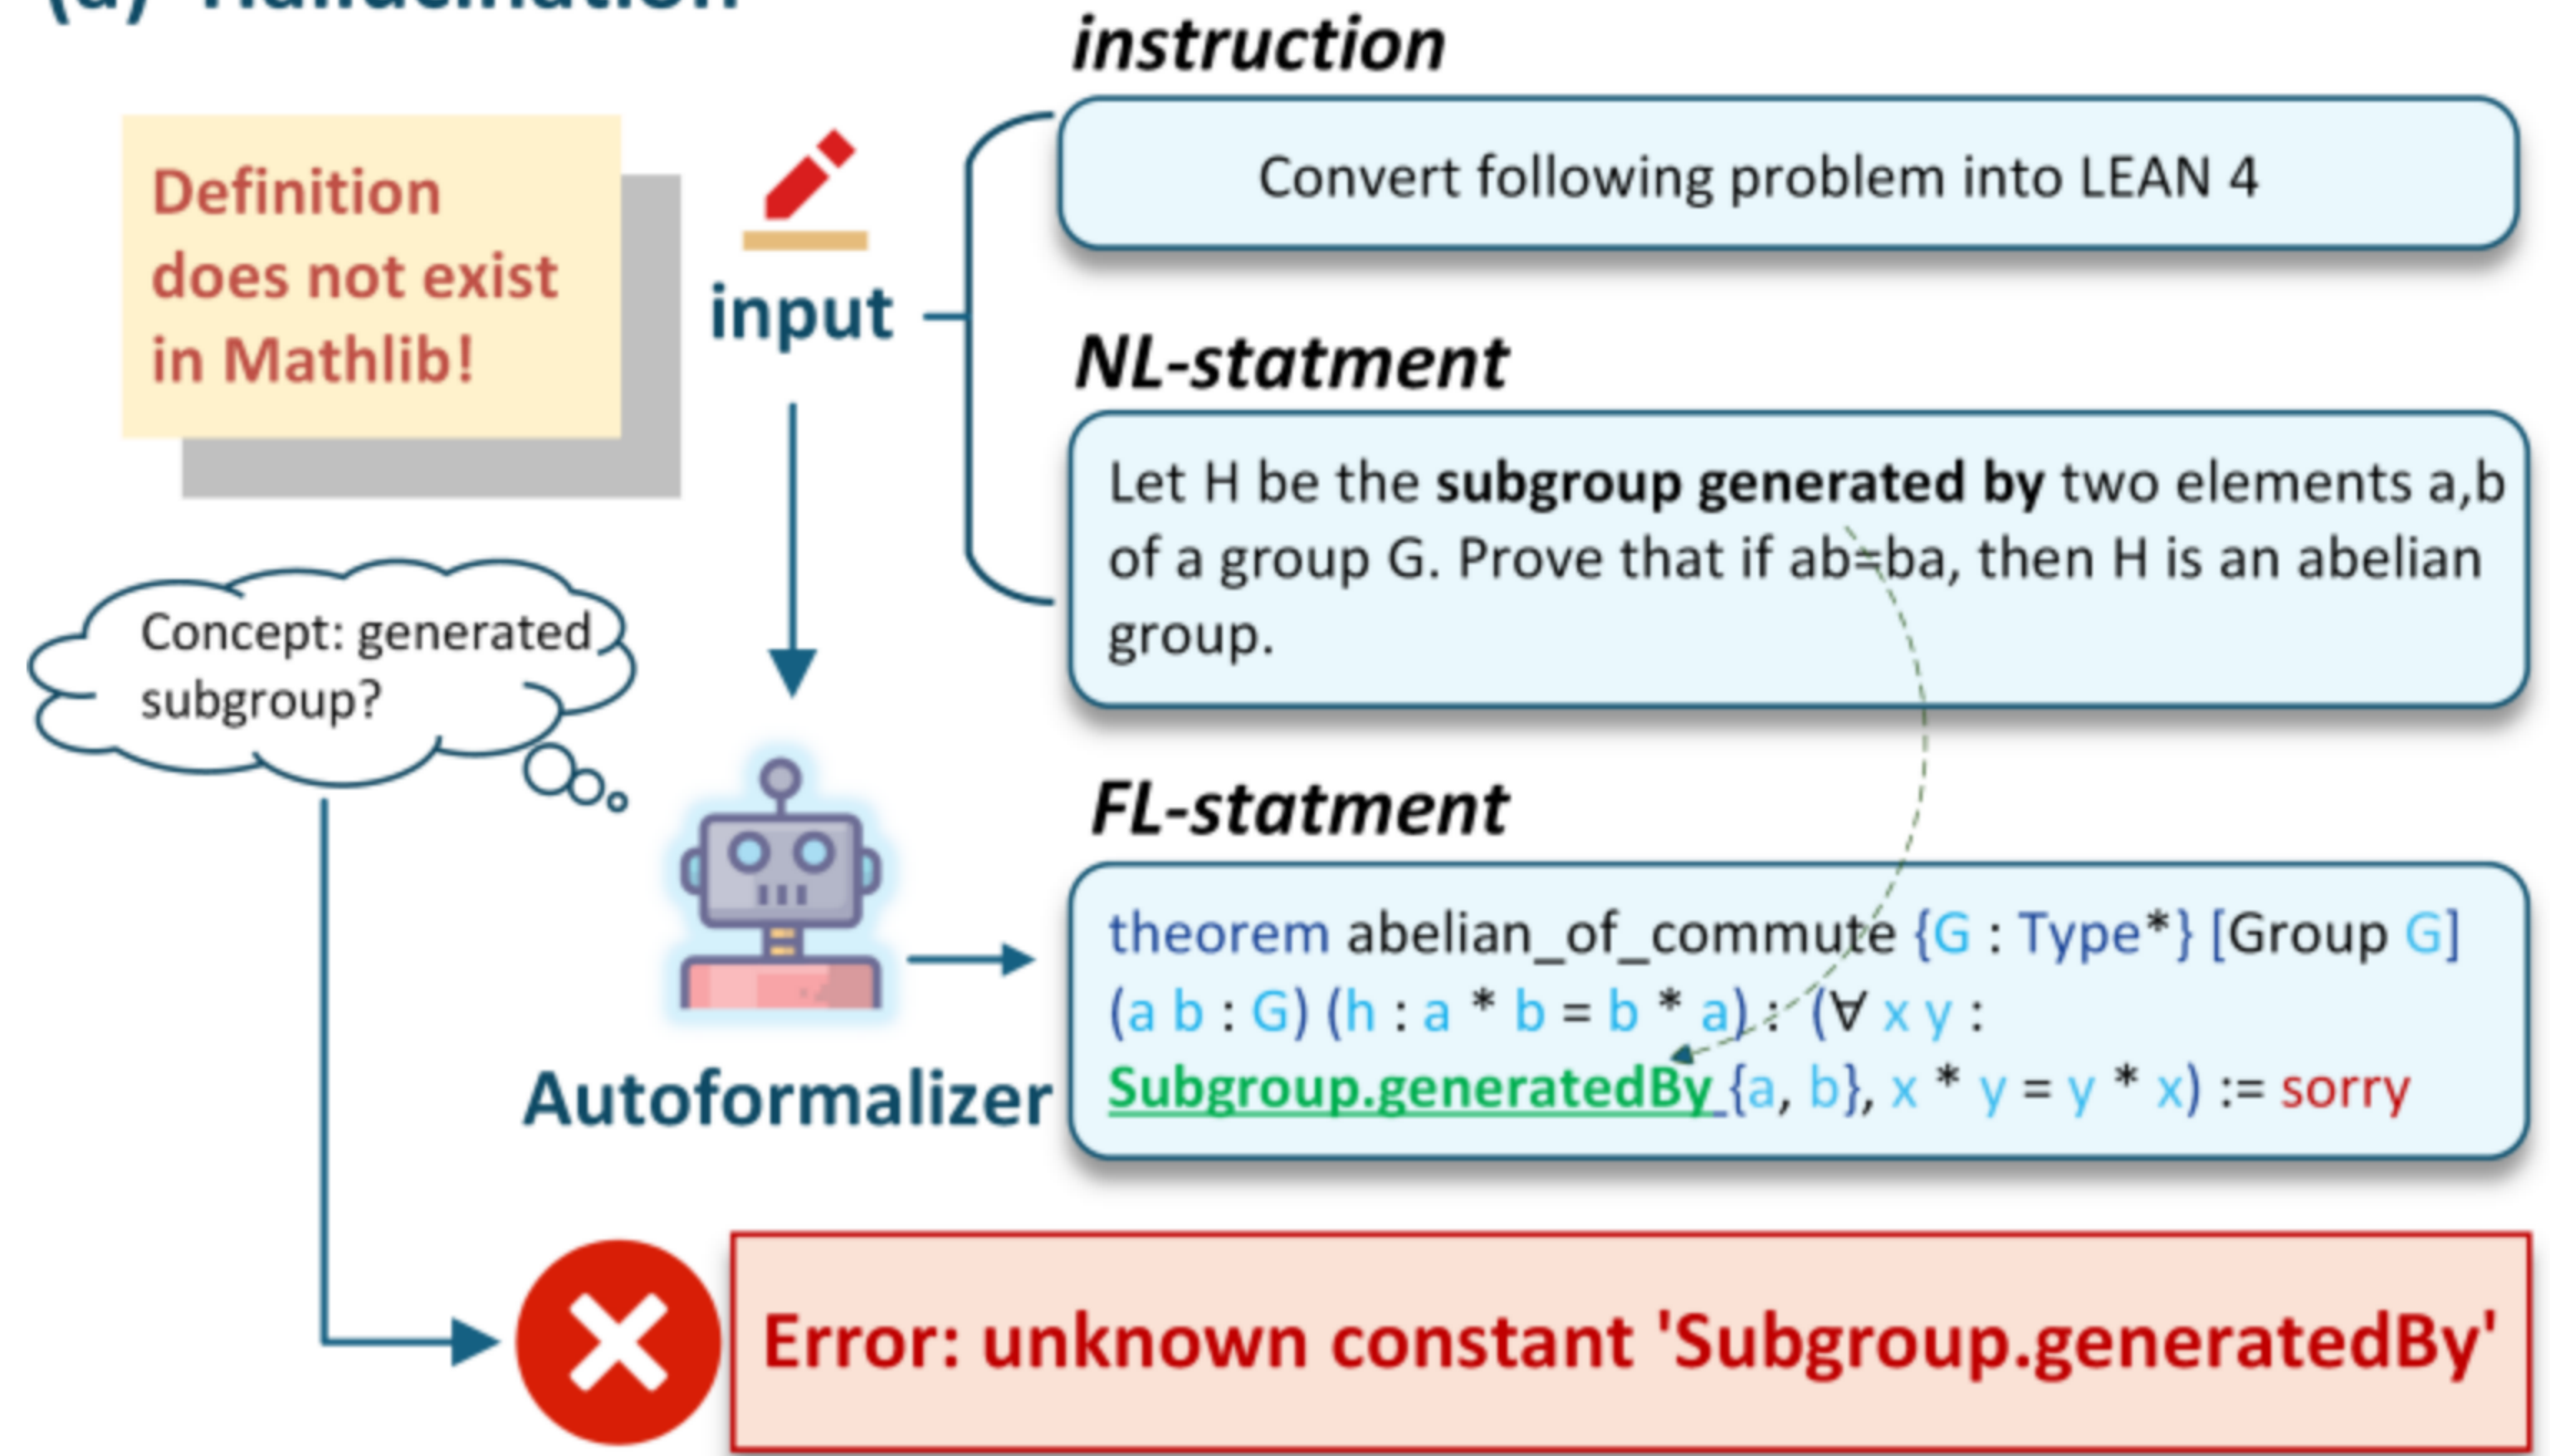 (a) Hallucination
instruction
Convert following problem into LEAN 4
Definition
does not exist
in Mathlib!
input
NL-statment
Let H be the subgroup generated by two elements a,b
of a group G. Prove that if ab=ba, then H is an abelian
group.
Concept: generated
subgroup?
FL-statment
theorem abelian_of_commute {G : Type*} [Group G]
(a b : G) (h : a * b = b * a) : (∀ x y :
Subgroup.generatedBy {a, b}, x * y = y * x) := sorry
Autoformalizer
Error: unknown constant 'Subgroup.generatedBy'